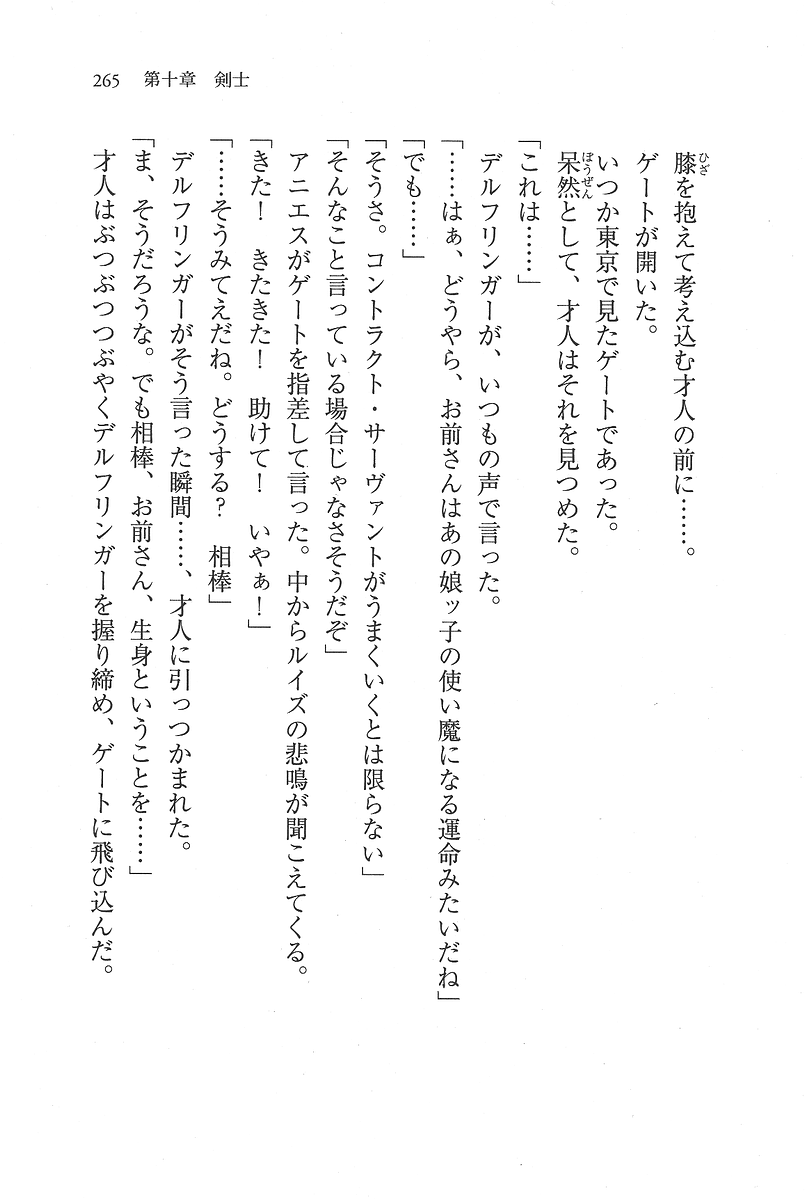 265　第十章　剣士
膝を抱えて考え込む才人の前に……。
ゲートが開いた。
いつか東京で見たゲートであった。
呆然として、才人はそれを見つめた。
「これは……」
デルフリンガーが、いつもの声で言った。
「……はぁ、どうやら、お前さんはあの娘ッ子の使い魔になる運命みたいだね」
「でも……」
「そうさ。コントラクト・サーヴァントがうまくいくとは限らない」
「そんなこと言っている場合じゃなさそうだぞ」
アニエスがゲートを指差して言った。中からルイズの悲鳴が聞こえてくる。
「きた！　きたきた！　助けて！　いやぁ！」
「……そうみてえだね。どうする？　相棒」
デルフリンガーがそう言った瞬間……、才人に引っつかまれた。
「ま、そうだろうな。でも相棒、お前さん、生身ということを……」
才人はぶつぶつつぶやくデルフリンガーを握り締め、ゲートに飛び込んだ。